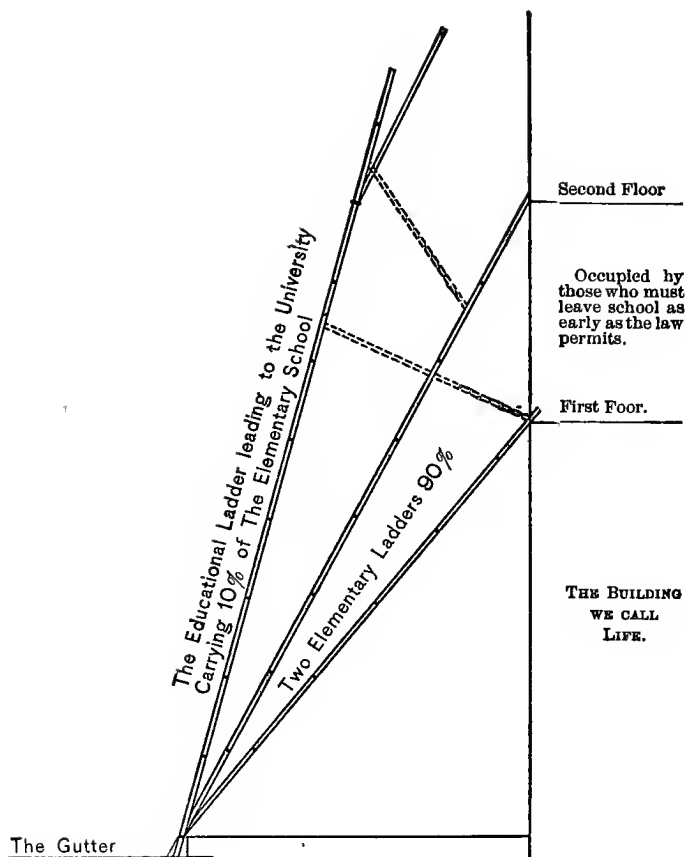 Second Floor
Occupied by
those who must
leave school as
early as the law
permits.
First Foor.
The Educational Ladder leading to the University
Carrying 10% of The Elementary School
Two Elementary Ladders 90%
THE BUILDING
WE CALL
LIFE.
The Gutter